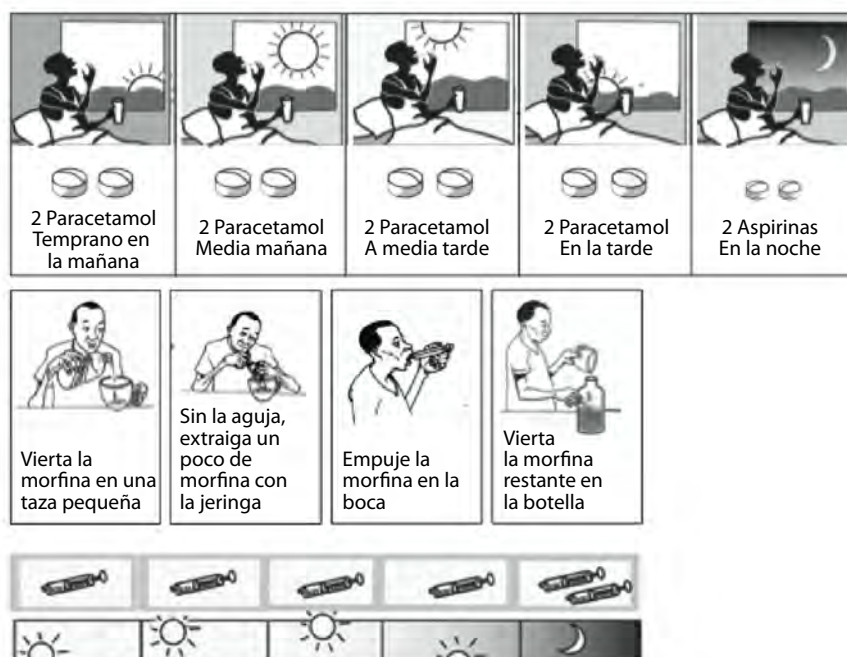 2 Paracetamol
Temprano en
la mañana
2 Paracetamol
Media mañana
2 Paracetamol
A media tarde
2 Paracetamol
En la tarde
2 Aspirinas
En la noche
Vierta la
morfina en una
taza pequeña
Sin la aguja,
extraiga un
poco de
morfina con
la jeringa
Empuje la
morfina en la
boca
Vierta
la morfina
restante en
la botella